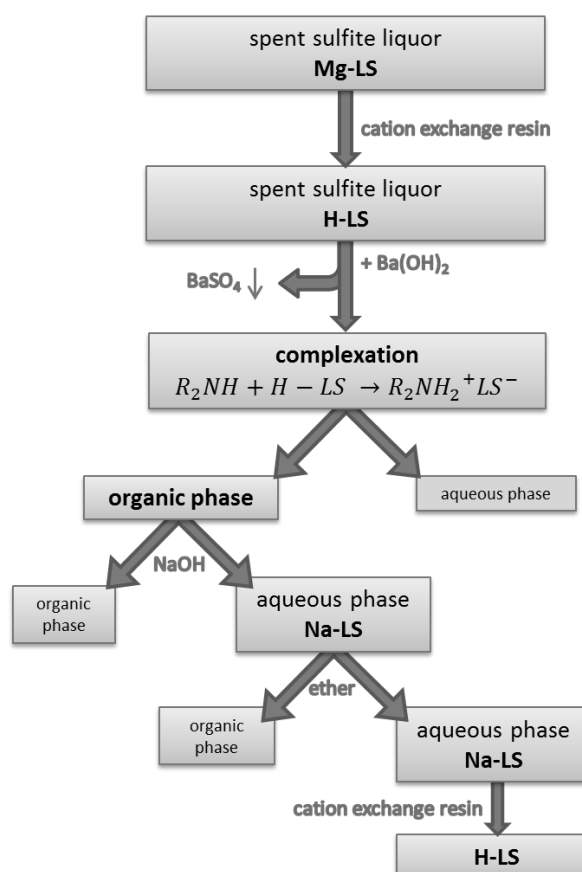 spent sulfite liquor
Mg-LS
cation exchange resin
spent sulfite liquor
H-LS
+ Ba(OH)₂
BaSO₄ ↓
complexation
R₂NH + H − LS → R₂NH₂⁺LS⁻
organic phase
aqueous phase
NaOH
organic
phase
aqueous phase
Na-LS
ether
organic
phase
aqueous phase
Na-LS
cation exchange resin
H-LS